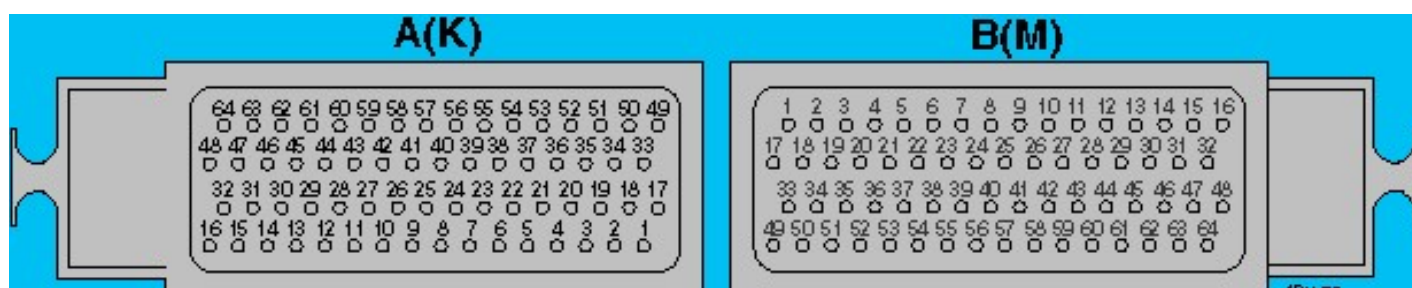 A(K)
B(M)
64 63 62 61 60 59 58 57 56 55 54 53 52 51 50 49
48 47 46 45 44 43 42 41 40 39 38 37 36 35 34 33
32 31 30 29 28 27 26 25 24 23 22 21 20 19 18 17
16 15 14 13 12 11 10 9 8 7 6 5 4 3 2 1
1 2 3 4 5 6 7 8 9 10 11 12 13 14 15 16
17 18 19 20 21 22 23 24 25 26 27 28 29 30 31 32
33 34 35 36 37 38 39 40 41 42 43 44 45 46 47 48
49 50 51 52 53 54 55 56 57 58 59 60 61 62 63 64